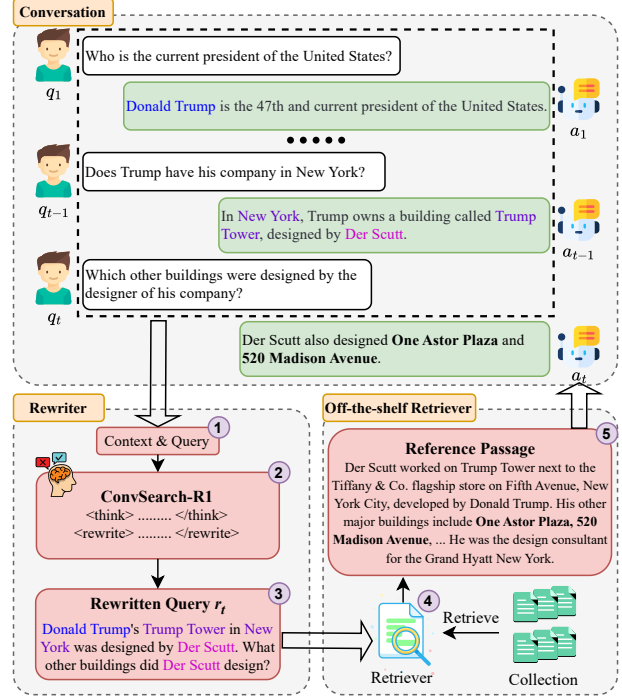 Conversation
Who is the current president of the United States?
q1
Donald Trump is the 47th and current president of the United States.
a1
Does Trump have his company in New York?
qt−1
In New York, Trump owns a building called Trump
Tower, designed by Der Scutt.
at−1
Which other buildings were designed by the
designer of his company?
qt
Der Scutt also designed One Astor Plaza and
520 Madison Avenue.
at
Rewriter
1
Context & Query
2
ConvSearch-R1
<think> ......... </think>
<rewrite> ......... </rewrite>
3
Rewritten Query rt
Donald Trump's Trump Tower in New
York was designed by Der Scutt. What
other buildings did Der Scutt design?
Off-the-shelf Retriever
5
Reference Passage
Der Scutt worked on Trump Tower next to the
Tiffany & Co. flagship store on Fifth Avenue, New
York City, developed by Donald Trump. His other
major buildings include One Astor Plaza, 520
Madison Avenue, ... He was the design consultant
for the Grand Hyatt New York.
4
Retrieve
Retriever
Collection